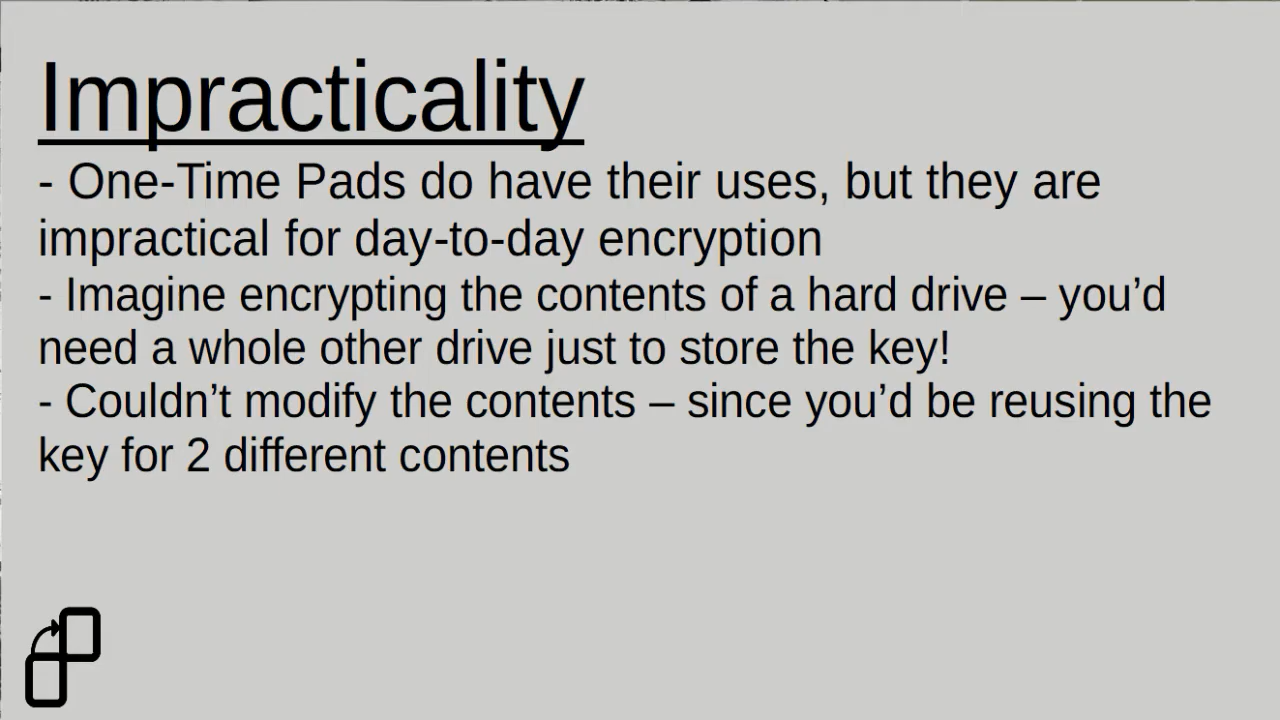 Impracticality
- One-Time Pads do have their uses, but they are
impractical for day-to-day encryption
- Imagine encrypting the contents of a hard drive – you’d
need a whole other drive just to store the key!
- Couldn’t modify the contents – since you’d be reusing the
key for 2 different contents